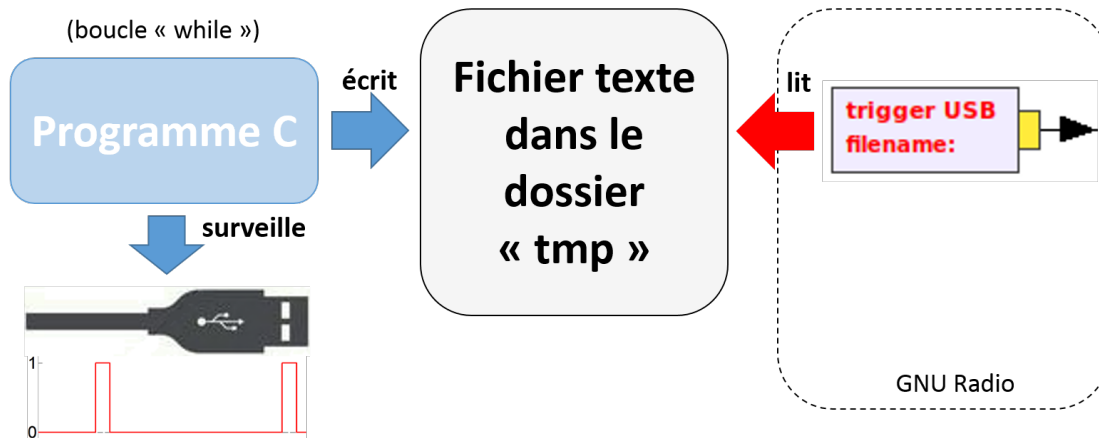 (boucle « while »)
Programme C
écrit
surveille
1
0
Fichier texte
dans le
dossier
« tmp »
lit
trigger USB
filename:
GNU Radio